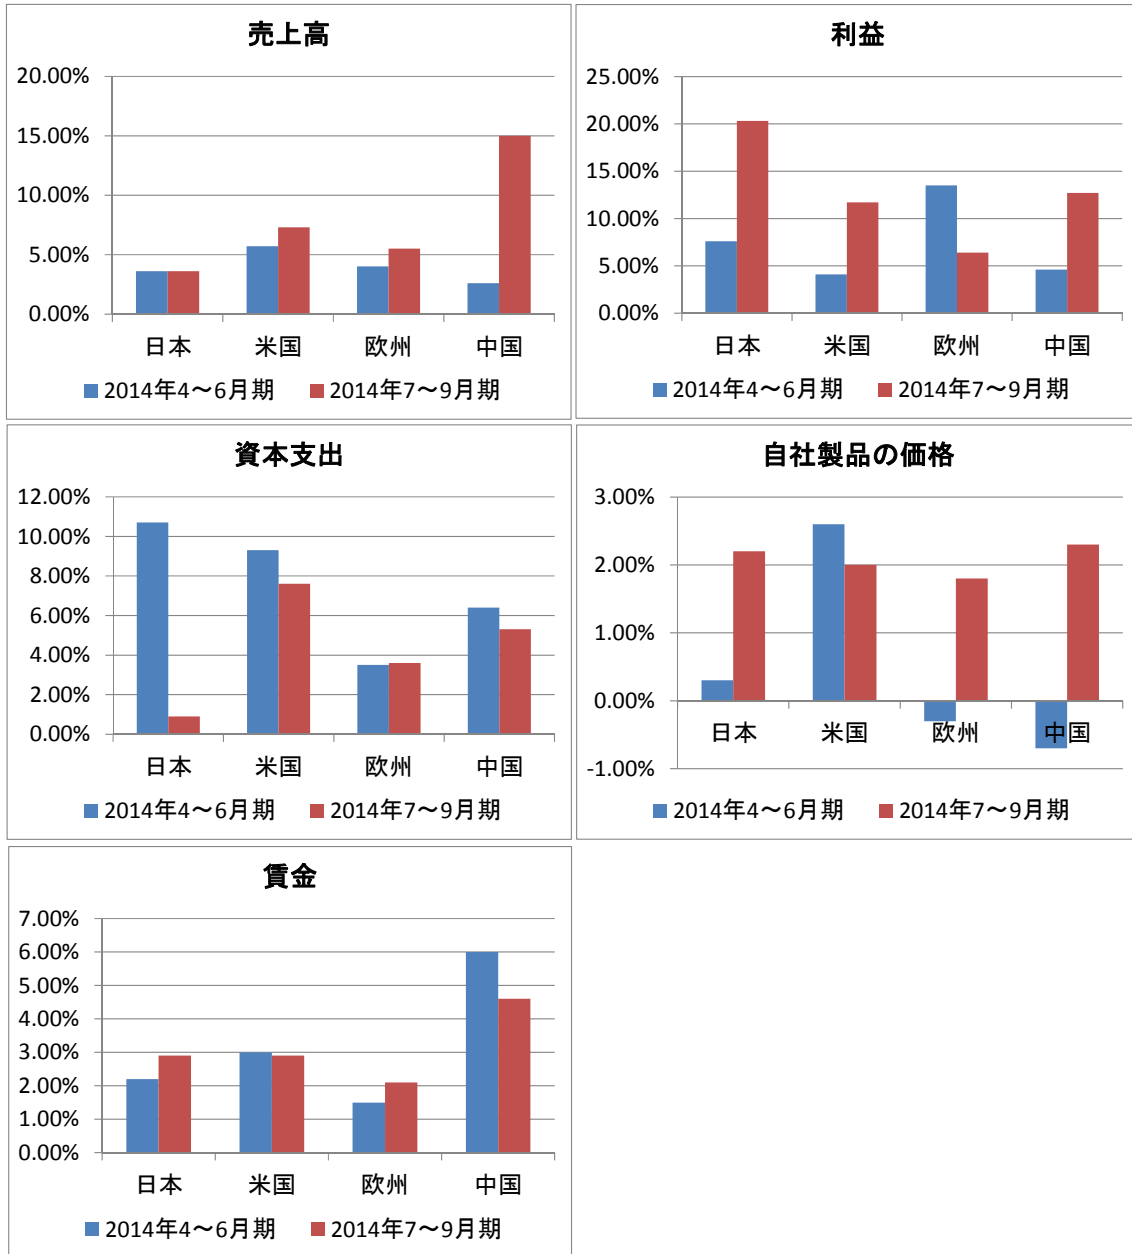 売上高
20.00%
15.00%
10.00%
5.00%
0.00%
日本 米国 欧州 中国
2014年4～6月期 2014年7～9月期
利益
25.00%
20.00%
15.00%
10.00%
5.00%
0.00%
日本 米国 欧州 中国
2014年4～6月期 2014年7～9月期
資本支出
12.00%
10.00%
8.00%
6.00%
4.00%
2.00%
0.00%
日本 米国 欧州 中国
2014年4～6月期 2014年7～9月期
自社製品の価格
3.00%
2.00%
1.00%
0.00%
-1.00%
日本 米国 欧州 中国
2014年4～6月期 2014年7～9月期
賃金
7.00%
6.00%
5.00%
4.00%
3.00%
2.00%
1.00%
0.00%
日本 米国 欧州 中国
2014年4～6月期 2014年7～9月期